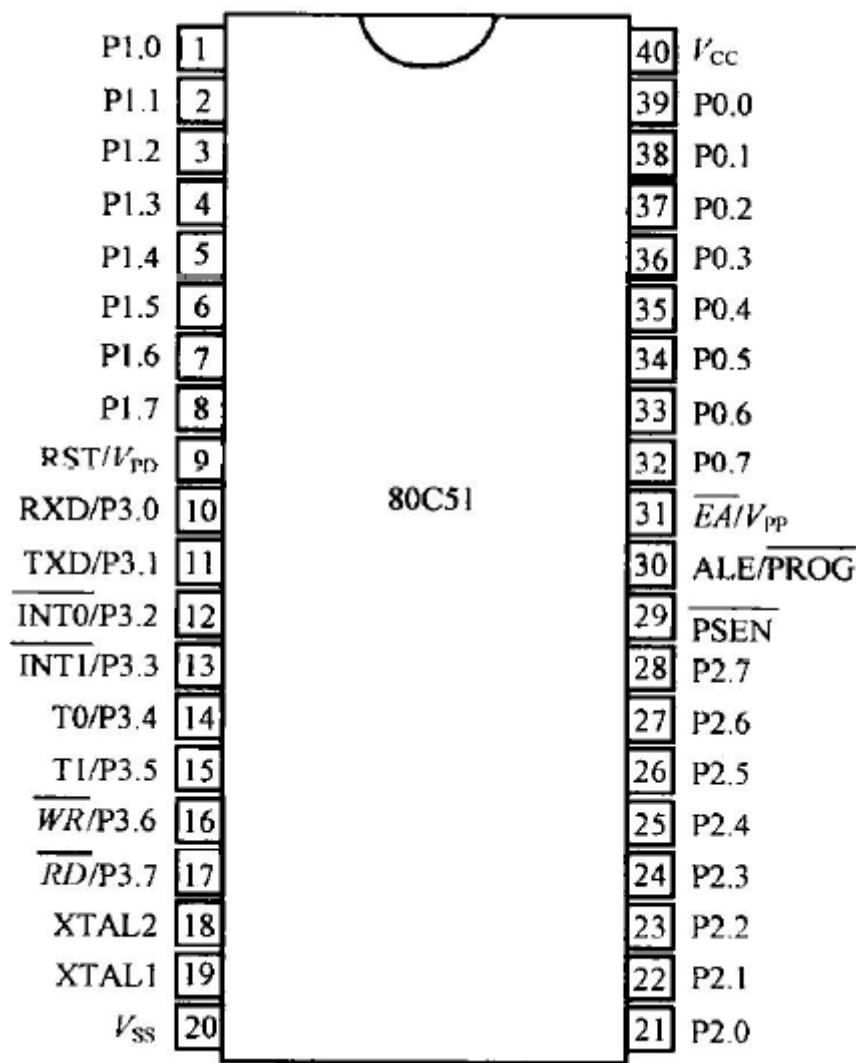 P1.0 1
P1.1 2
P1.2 3
P1.3 4
P1.4 5
P1.5 6
P1.6 7
P1.7 8
RST/VPD 9
RXD/P3.0 10
TXD/P3.1 11
INT0/P3.2 12
INT1/P3.3 13
T0/P3.4 14
T1/P3.5 15
WR/P3.6 16
RD/P3.7 17
XTAL2 18
XTAL1 19
VSS 20
80C51
40 VCC
39 P0.0
38 P0.1
37 P0.2
36 P0.3
35 P0.4
34 P0.5
33 P0.6
32 P0.7
31 EA/VPP
30 ALE/PROG
29 PSEN
28 P2.7
27 P2.6
26 P2.5
25 P2.4
24 P2.3
23 P2.2
22 P2.1
21 P2.0